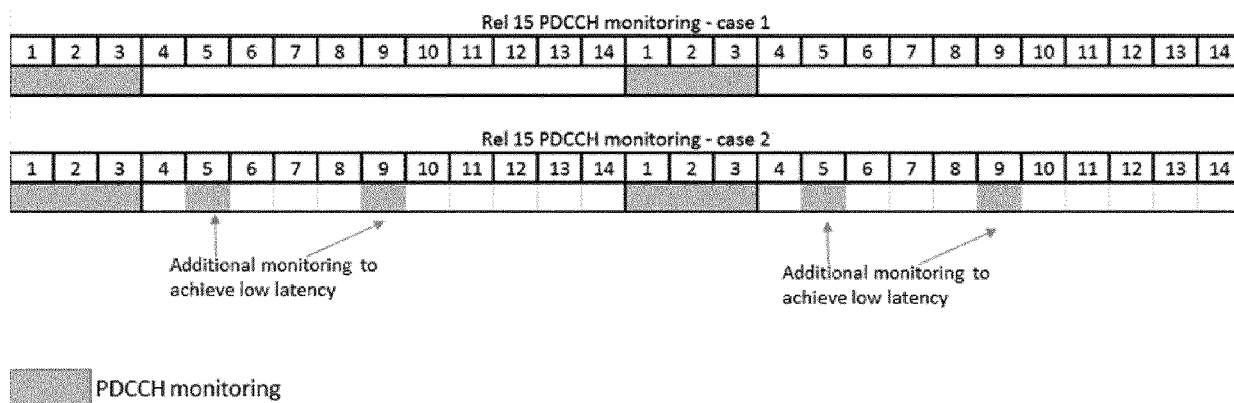 Rel 15 PDCCH monitoring - case 1
1 2 3 4 5 6 7 8 9 10 11 12 13 14 1 2 3 4 5 6 7 8 9 10 11 12 13 14
Rel 15 PDCCH monitoring - case 2
1 2 3 4 5 6 7 8 9 10 11 12 13 14 1 2 3 4 5 6 7 8 9 10 11 12 13 14
Additional monitoring to
achieve low latency
Additional monitoring to
achieve low latency
PDCCH monitoring